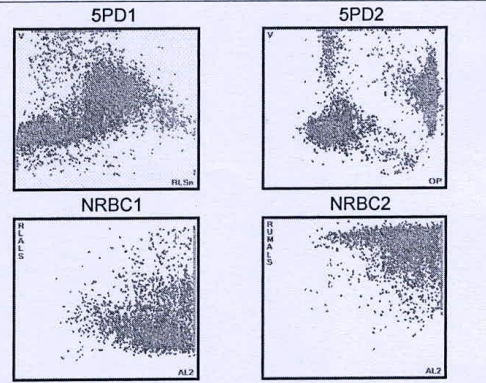 5PD1
5PD2
V
V
RLSn
OP
NRBC1
NRBC2
RLALS
RUMALS
AL2
AL2